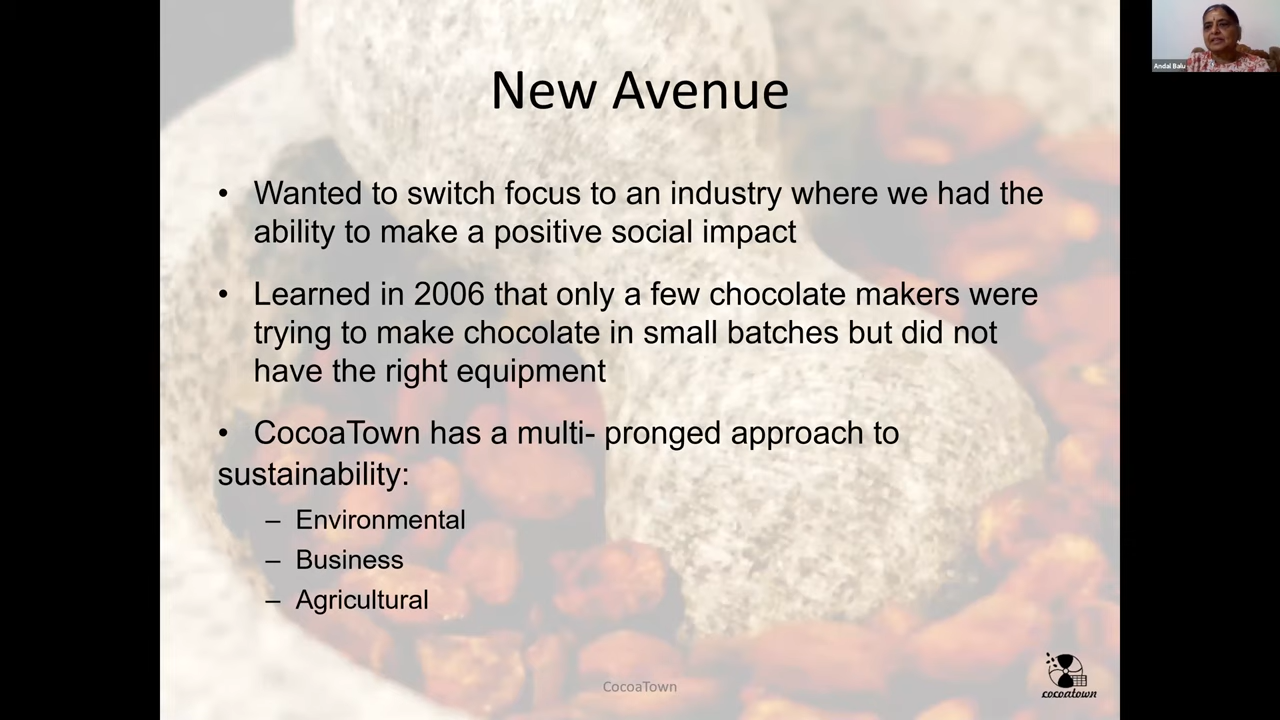 Andal Balu
New Avenue
• Wanted to switch focus to an industry where we had the
ability to make a positive social impact
• Learned in 2006 that only a few chocolate makers were
trying to make chocolate in small batches but did not
have the right equipment
• CocoaTown has a multi- pronged approach to
sustainability:
– Environmental
– Business
– Agricultural
CocoaTown
cocoatown